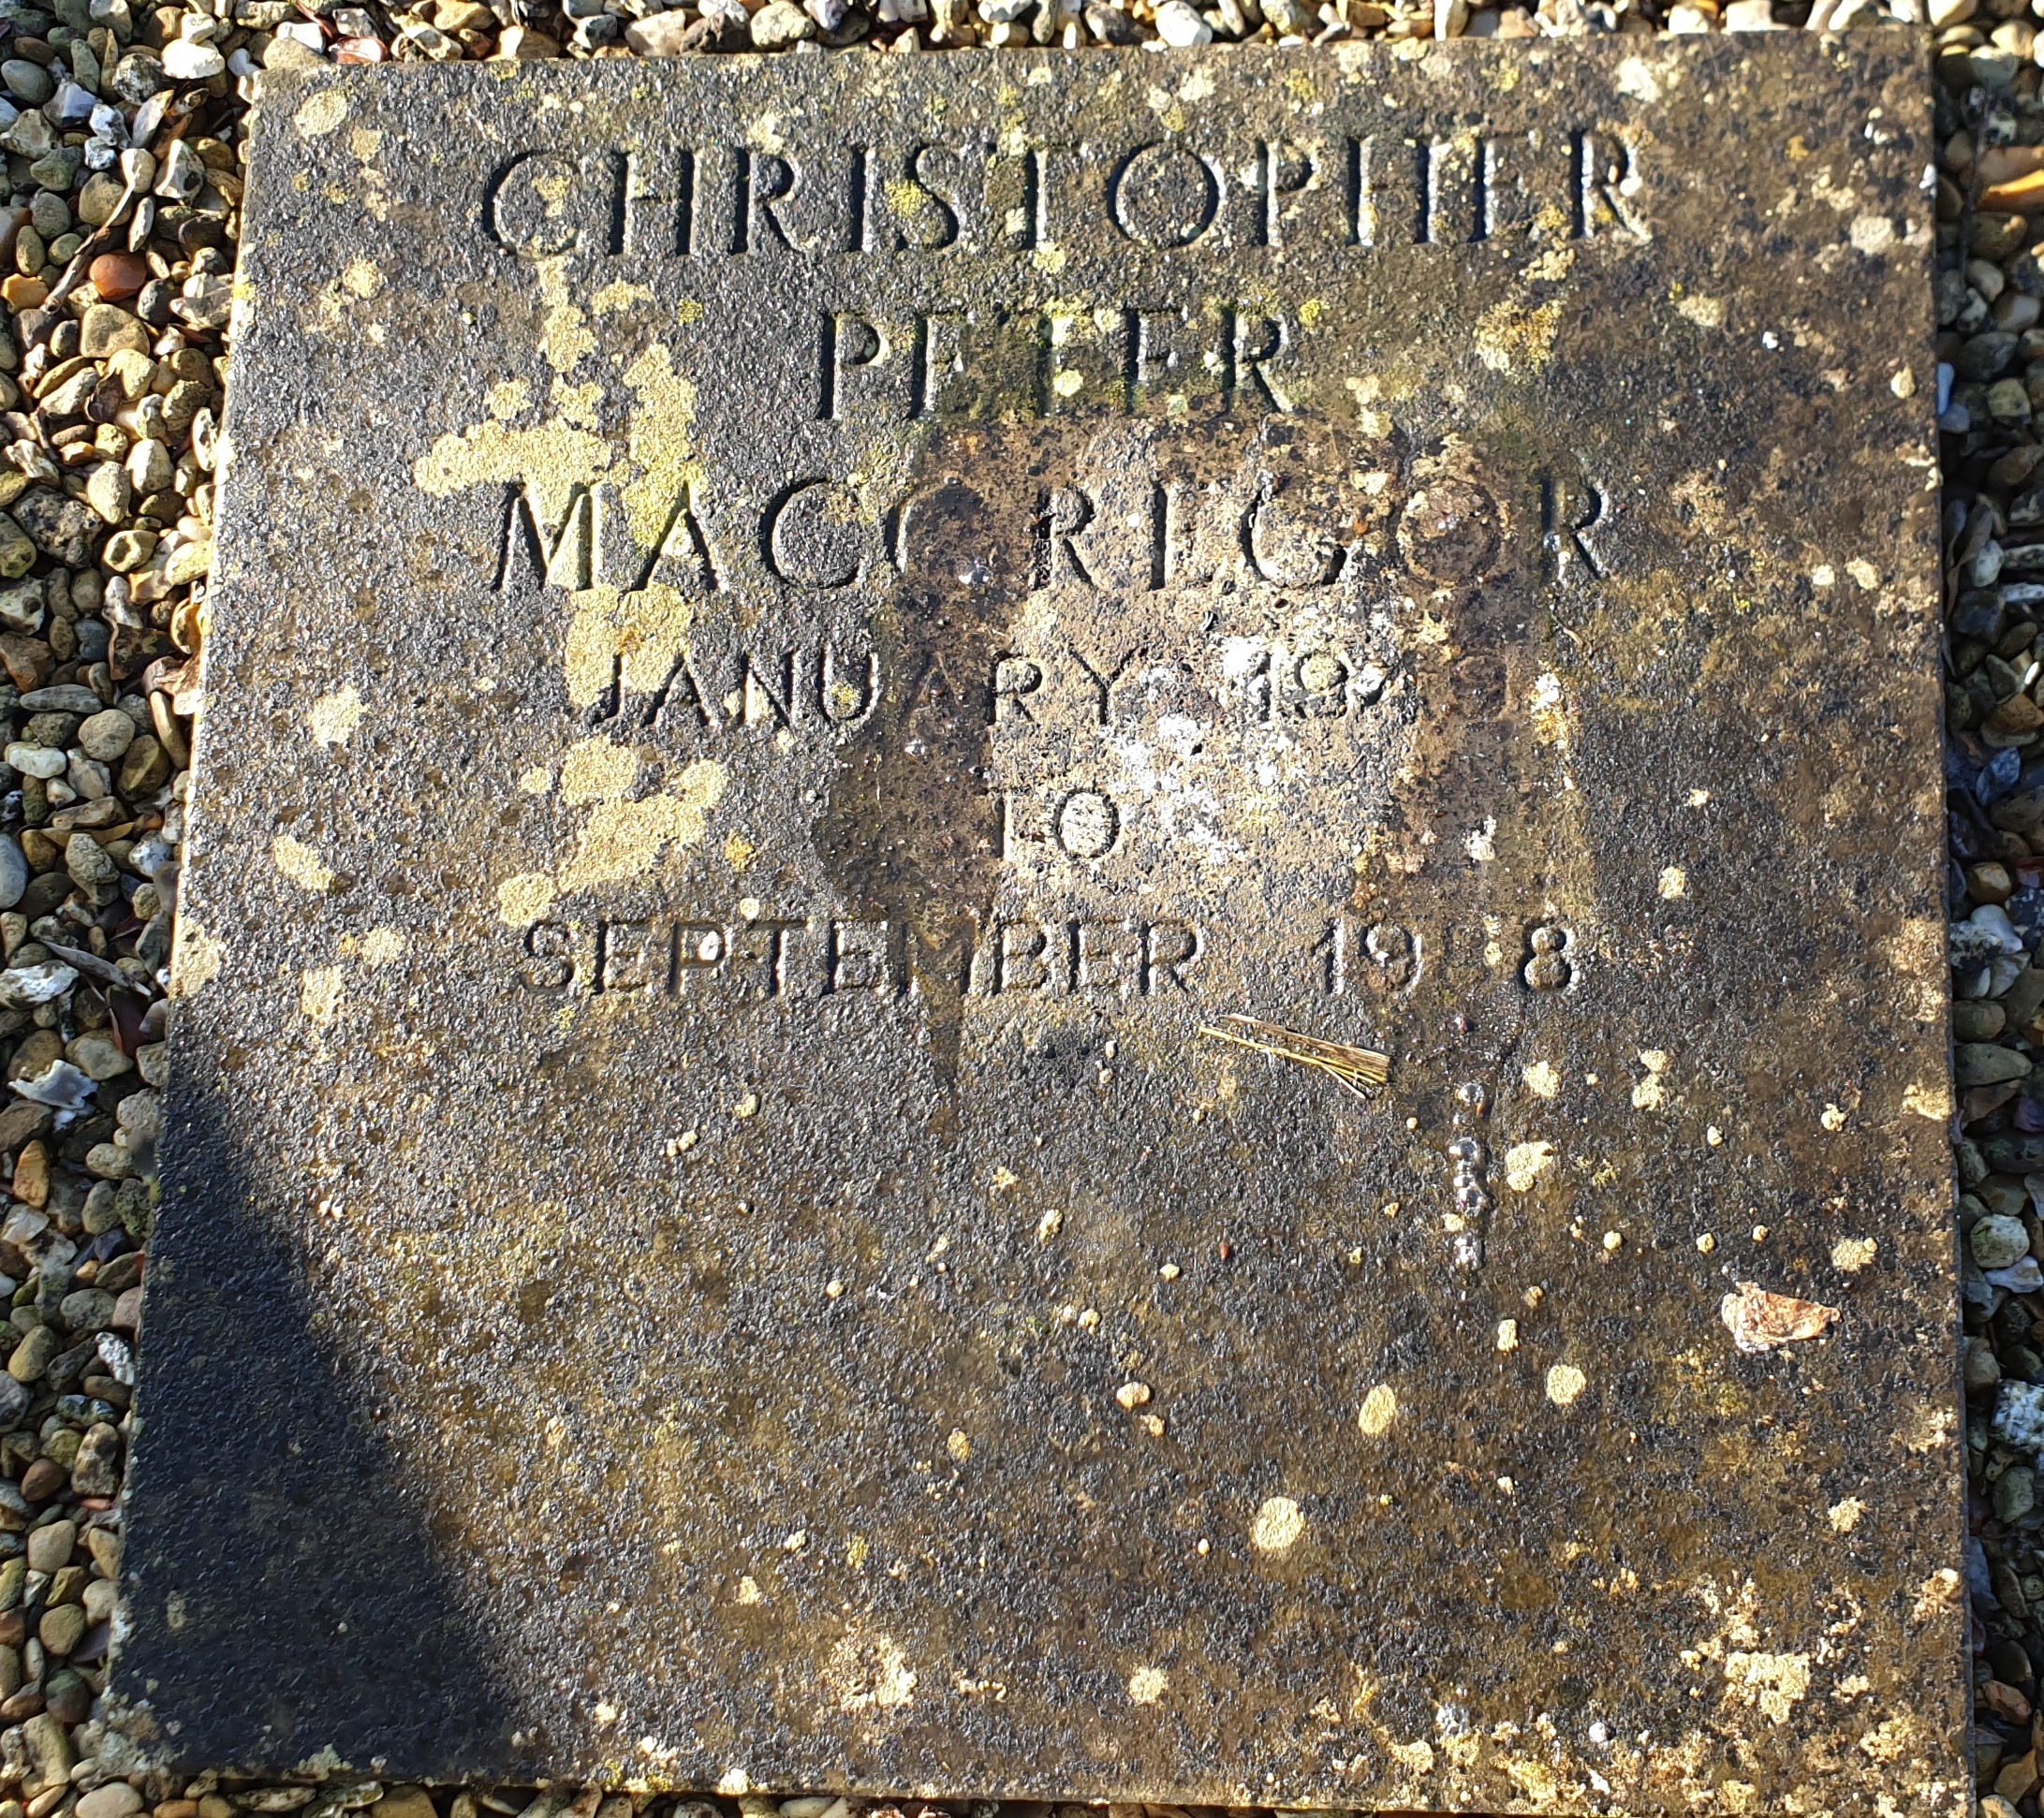 CHRISTOPHER
PETER
MACGREGOR
JANUARY
TO
SEPTEMBER